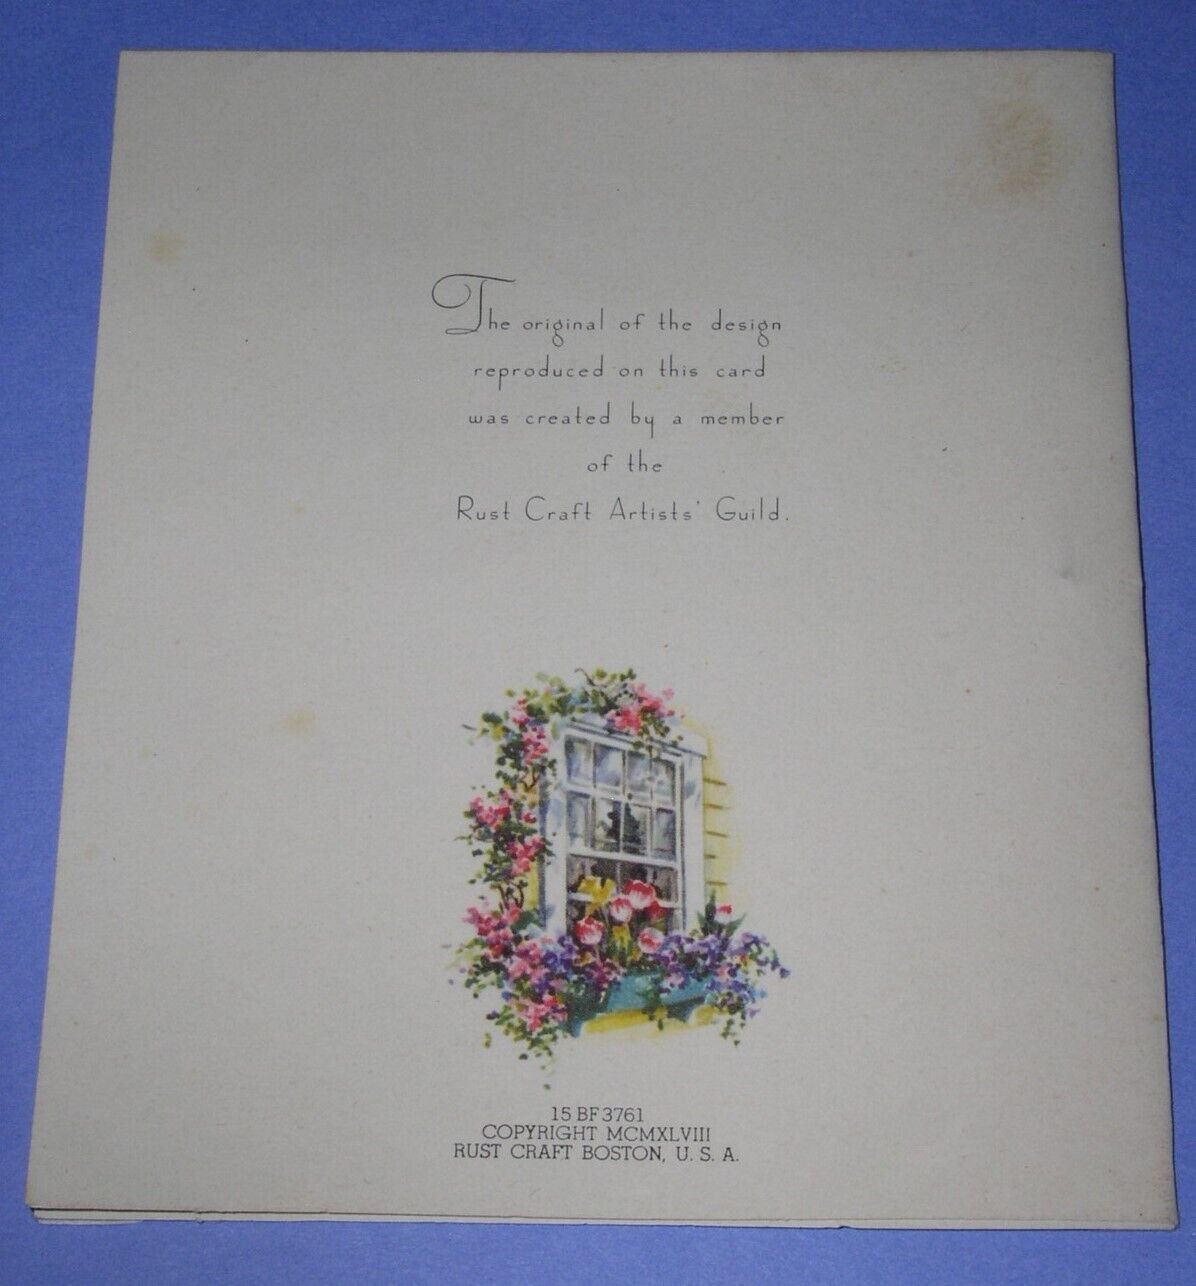 The original of the design
reproduced on this card
was created by a member
of the
Rust Craft Artists' Guild.
15 BF 3761
COPYRIGHT MCMXLVIII
RUST CRAFT BOSTON, U. S. A.